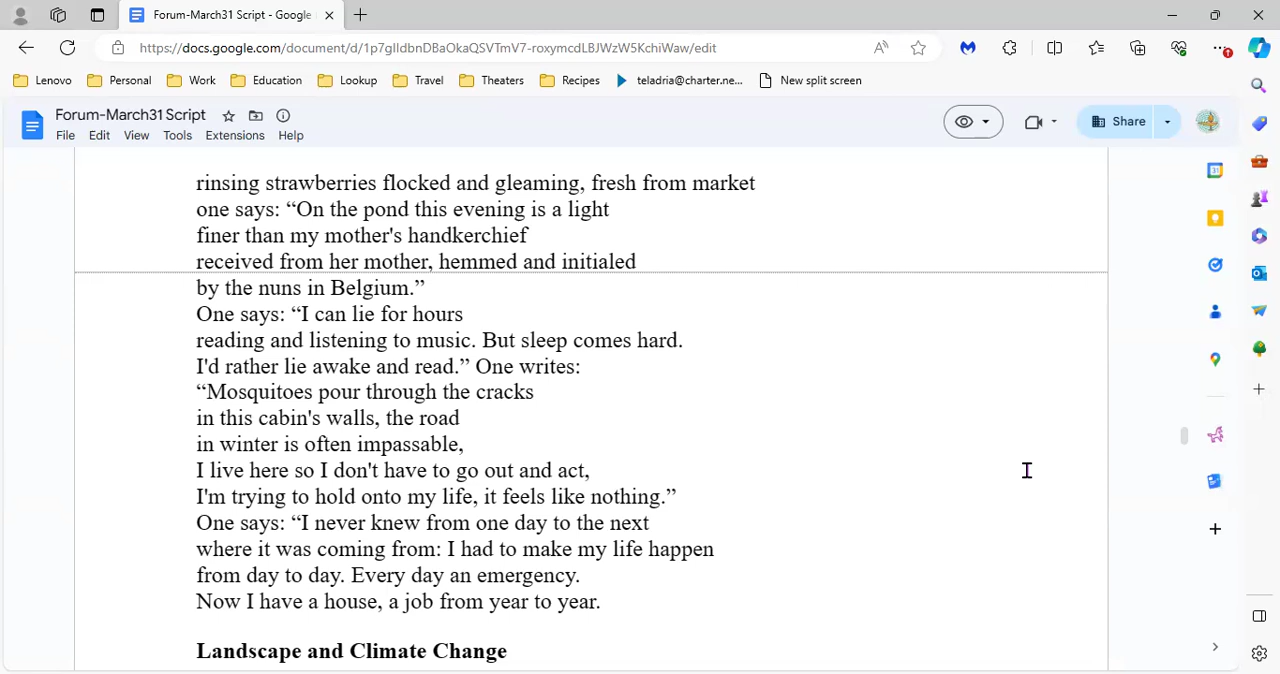 Forum-March31 Script - Google
https://docs.google.com/document/d/1p7gIIdbnDBaOkaQSVTmV7-roxymcdLBJWzW5KchiWaw/edit
Lenovo Personal Work Education Lookup Travel Theaters Recipes teladria@charter.ne... New split screen
Forum-March31 Script
File Edit View Tools Extensions Help
Share
rinsing strawberries flocked and gleaming, fresh from market
one says: “On the pond this evening is a light
finer than my mother's handkerchief
received from her mother, hemmed and initialed
by the nuns in Belgium.”
One says: “I can lie for hours
reading and listening to music. But sleep comes hard.
I'd rather lie awake and read.” One writes:
“Mosquitoes pour through the cracks
in this cabin's walls, the road
in winter is often impassable,
I live here so I don't have to go out and act,
I'm trying to hold onto my life, it feels like nothing.”
One says: “I never knew from one day to the next
where it was coming from: I had to make my life happen
from day to day. Every day an emergency.
Now I have a house, a job from year to year.
Landscape and Climate Change